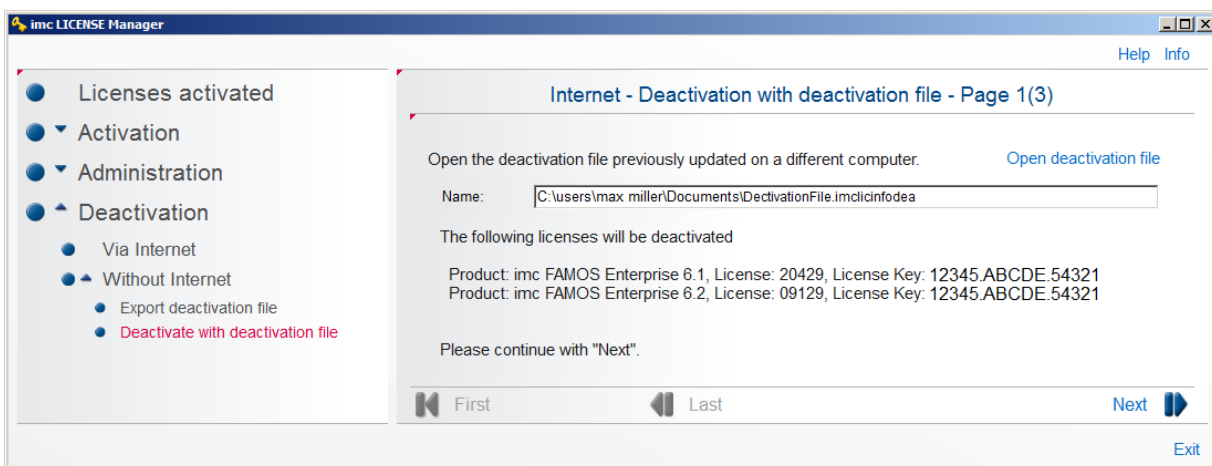 imc LICENSE Manager
Help Info
Licenses activated
Activation
Administration
Deactivation
Via Internet
Without Internet
Export deactivation file
Deactivate with deactivation file
Internet - Deactivation with deactivation file - Page 1(3)
Open the deactivation file previously updated on a different computer. Open deactivation file
Name: C:\users\max miller\Documents\DectivationFile.imclicinfodea
The following licenses will be deactivated
Product: imc FAMOS Enterprise 6.1, License: 20429, License Key: 12345.ABCDE.54321
Product: imc FAMOS Enterprise 6.2, License: 09129, License Key: 12345.ABCDE.54321
Please continue with "Next".
First Last Next
Exit